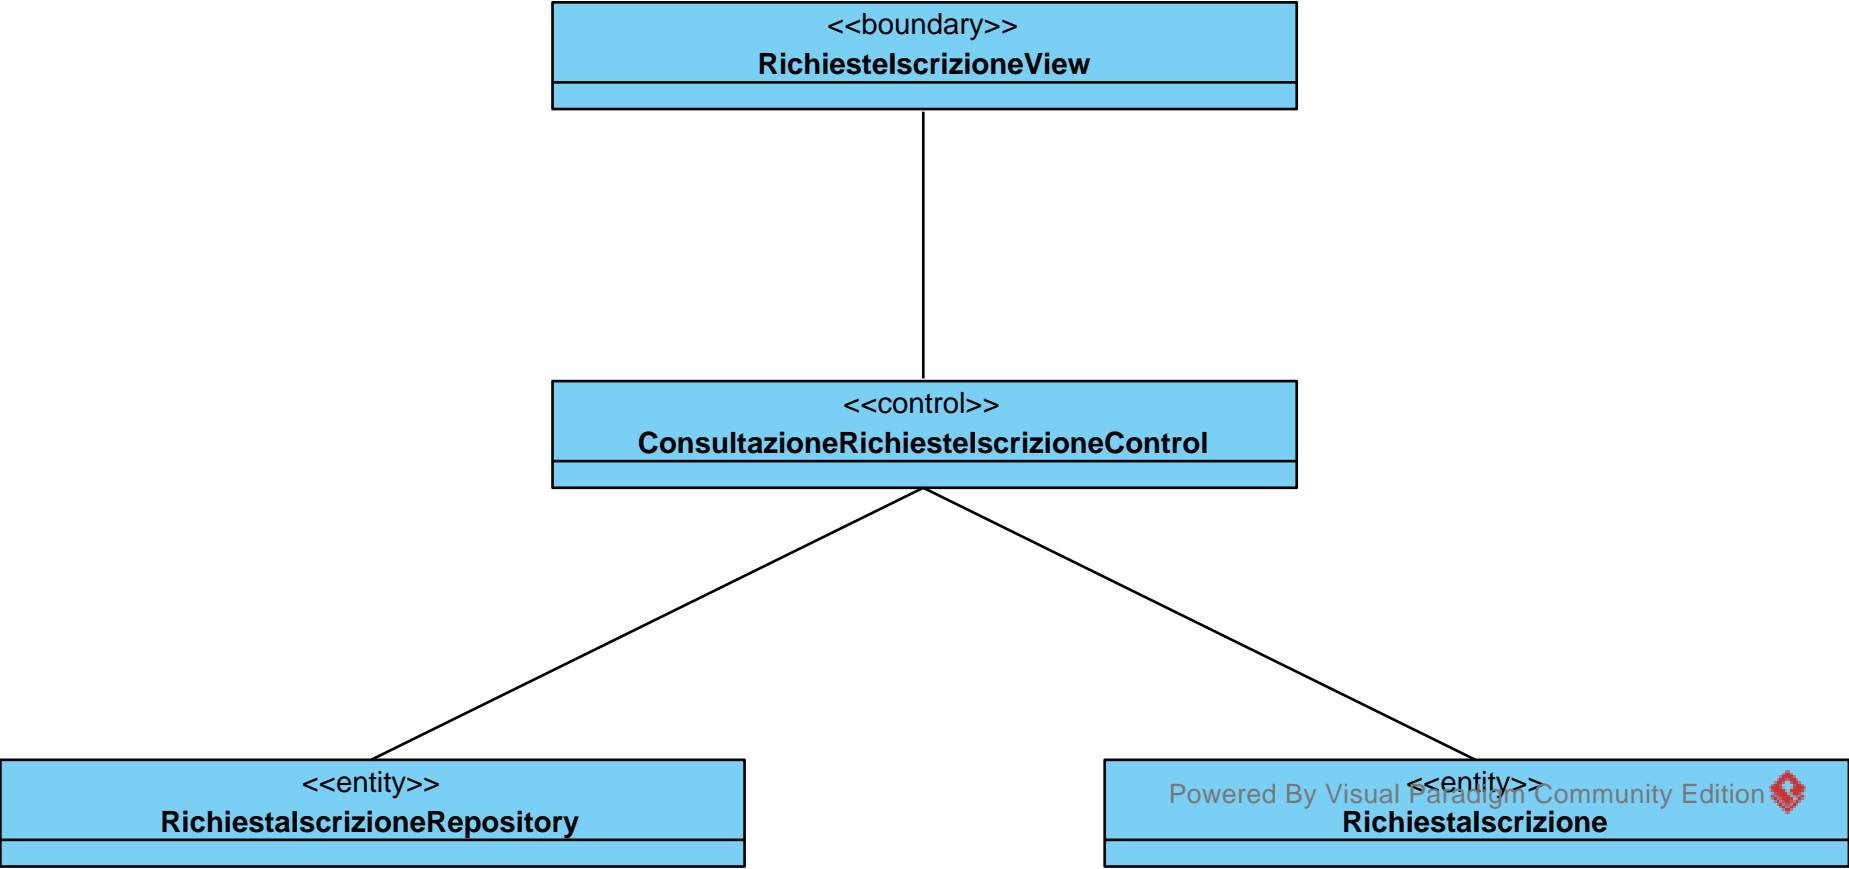 <<boundary>>
RichiesteIscrizioneView
<<control>>
ConsultazioneRichiesteIscrizioneControl
<<entity>>
RichiestaIscrizioneRepository
<<entity>>
Powered By Visual Paradigm Community Edition
RichiestaIscrizione